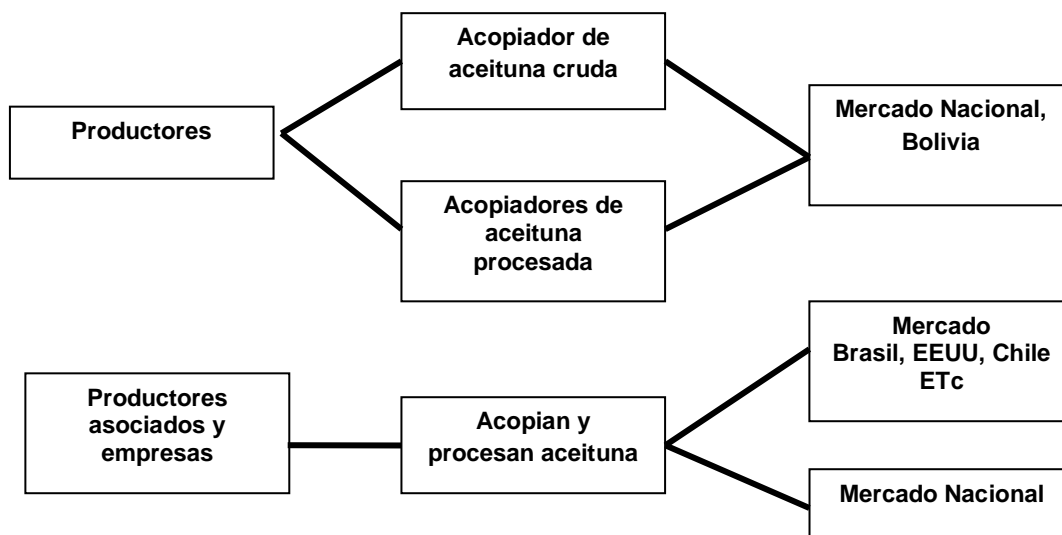 Acopiador de
aceituna cruda
Productores
Mercado Nacional,
Bolivia
Acopiadores de
aceituna
procesada
Mercado
Brasil, EEUU, Chile
ETc
Productores
asociados y
empresas
Acopian y
procesan aceituna
Mercado Nacional